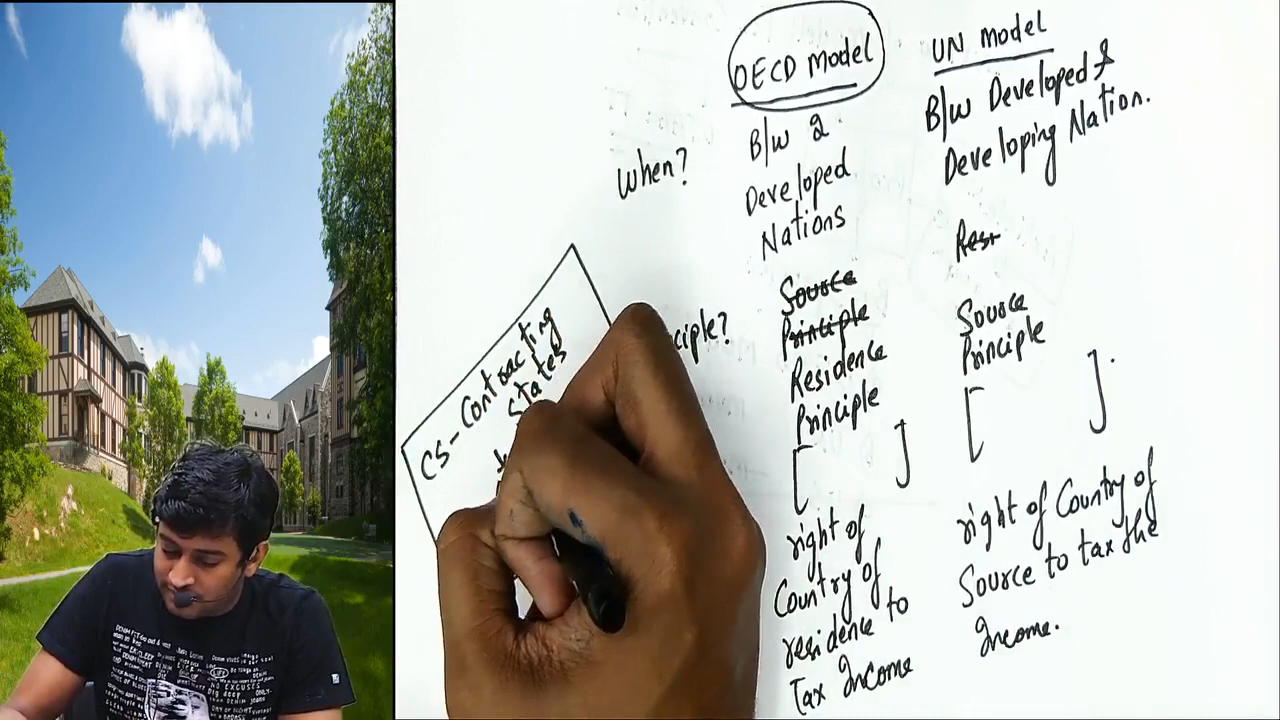 OECD model
UN model
When?
B/w 2
Developed
Nations
B/w Developed &
Developing Nation.
ciple?
Source
Principle
Residence
Principle
[ ]
right of
Country of
residence to
Tax Income
Resr
Source
Principle
[ ].
right of Country of
Source to tax the
Income.
CS - Contracting
States
NO EXCUSES